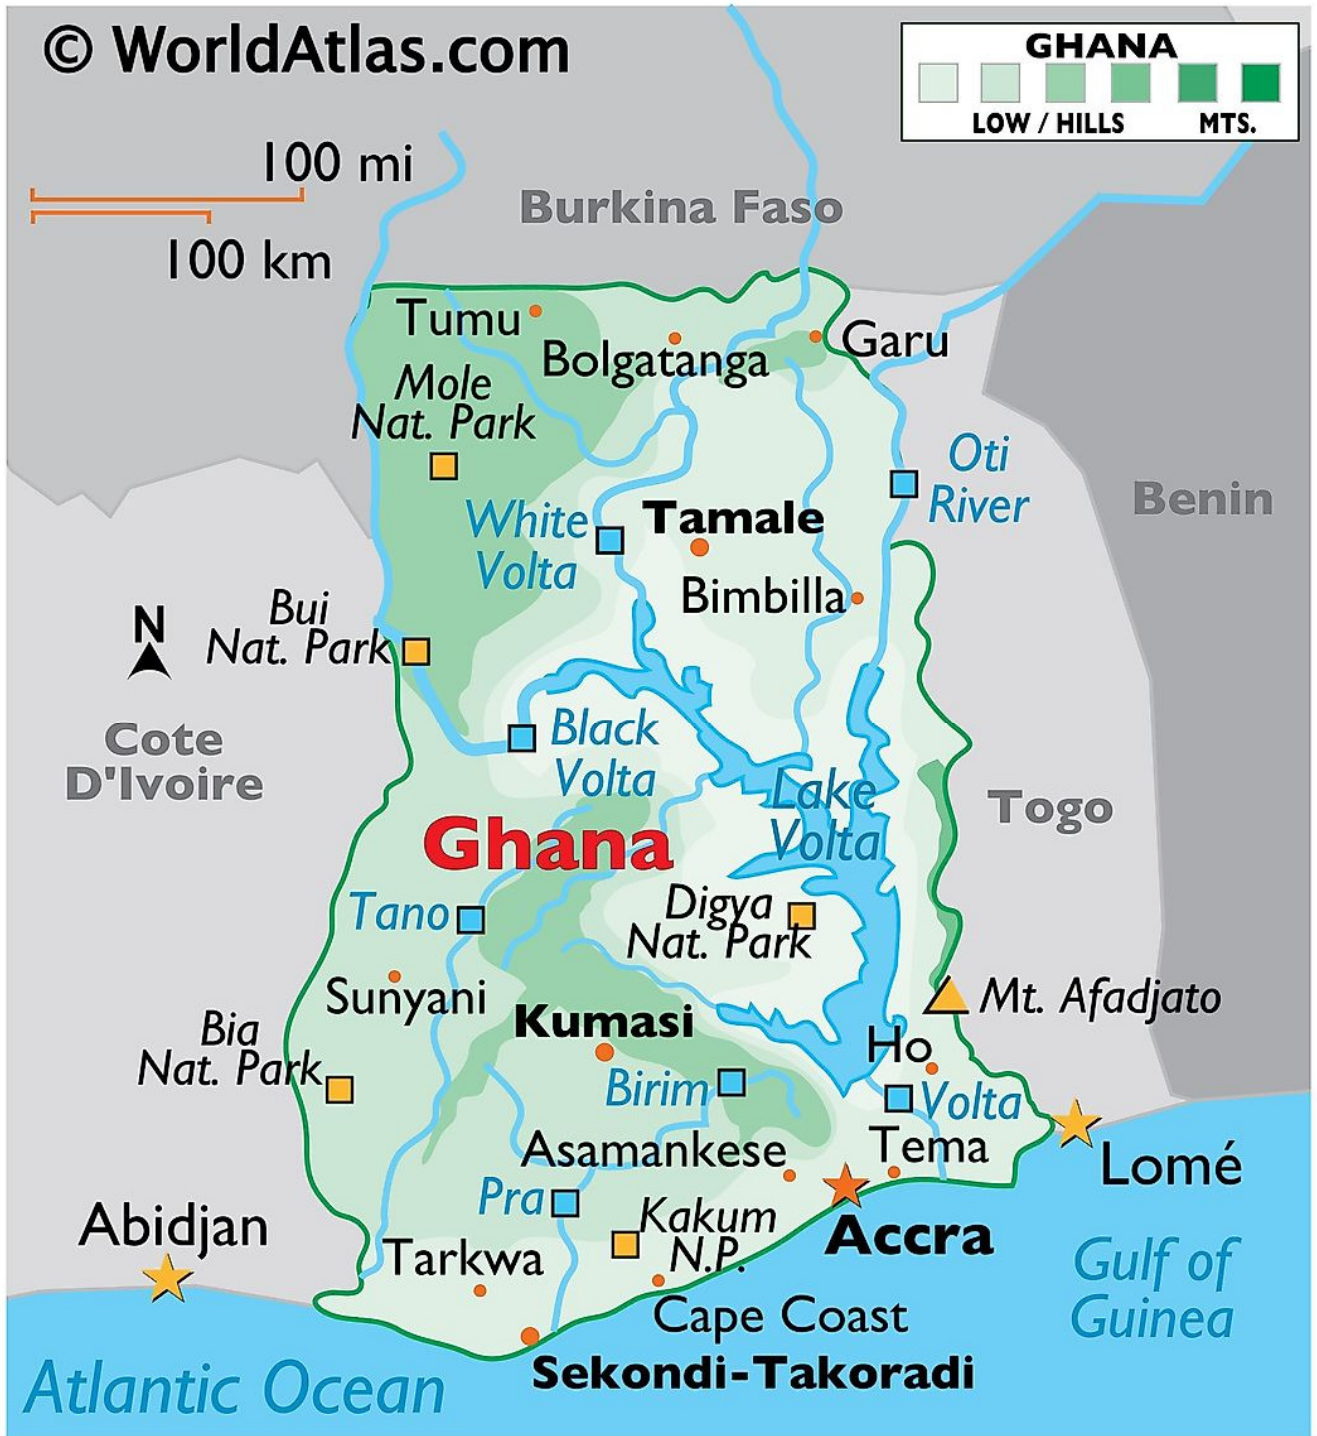 © WorldAtlas.com
GHANA
LOW / HILLS MTS.
100 mi
100 km
Burkina Faso
Tumu
Bolgatanga
Garu
Mole
Nat. Park
Oti
River
Benin
White
Volta
Tamale
Bimbilla
N
Bui
Nat. Park
Cote
D'Ivoire
Black
Volta
Lake
Volta
Togo
Ghana
Tano
Digya
Nat. Park
Sunyani
Mt. Afadjato
Kumasi
Bia
Nat. Park
Ho
Birim
Volta
Asamankese
Tema
Lomé
Pra
Kakum
N.P.
Abidjan
Tarkwa
Accra
Gulf of
Guinea
Cape Coast
Sekondi-Takoradi
Atlantic Ocean